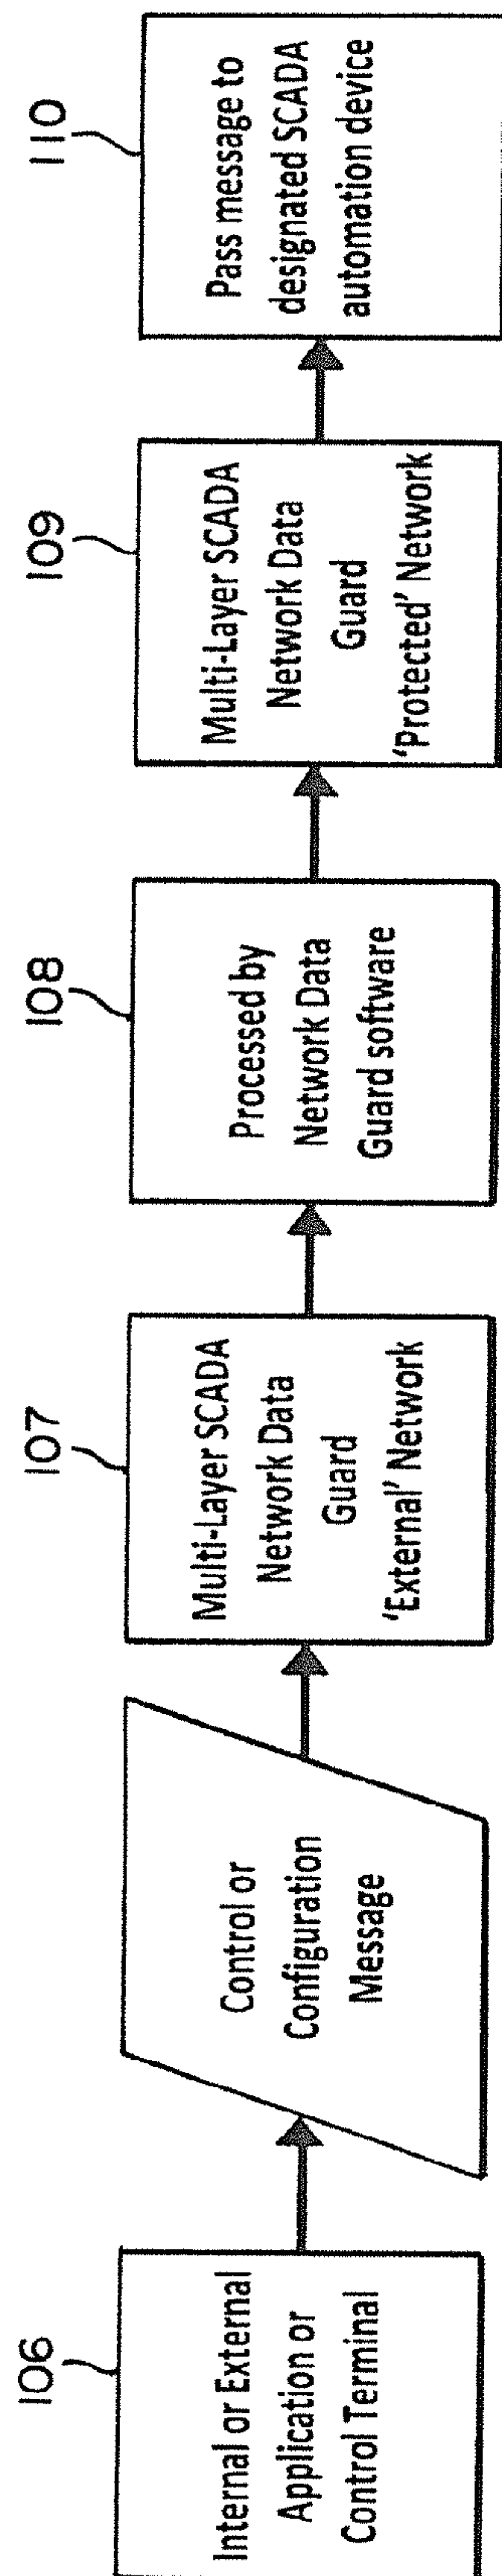 106
Internal or External
Application or
Control Terminal
Control or
Configuration
Message
107
Multi-Layer SCADA
Network Data
Guard
‘External’ Network
108
Processed by
Network Data
Guard software
109
Multi-Layer SCADA
Network Data
Guard
‘Protected’ Network
110
Pass message to
designated SCADA
automation device